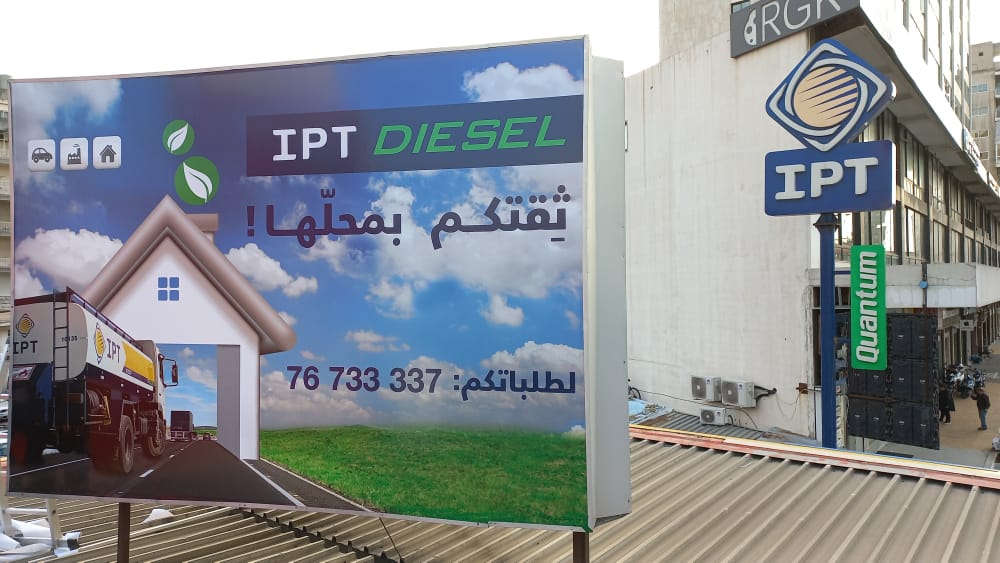 IPT DIESEL
ثِقتكم بمحلّها!
لطلباتكم: 76 733 337
IPT
IPT
RGK
IPT
Quantum